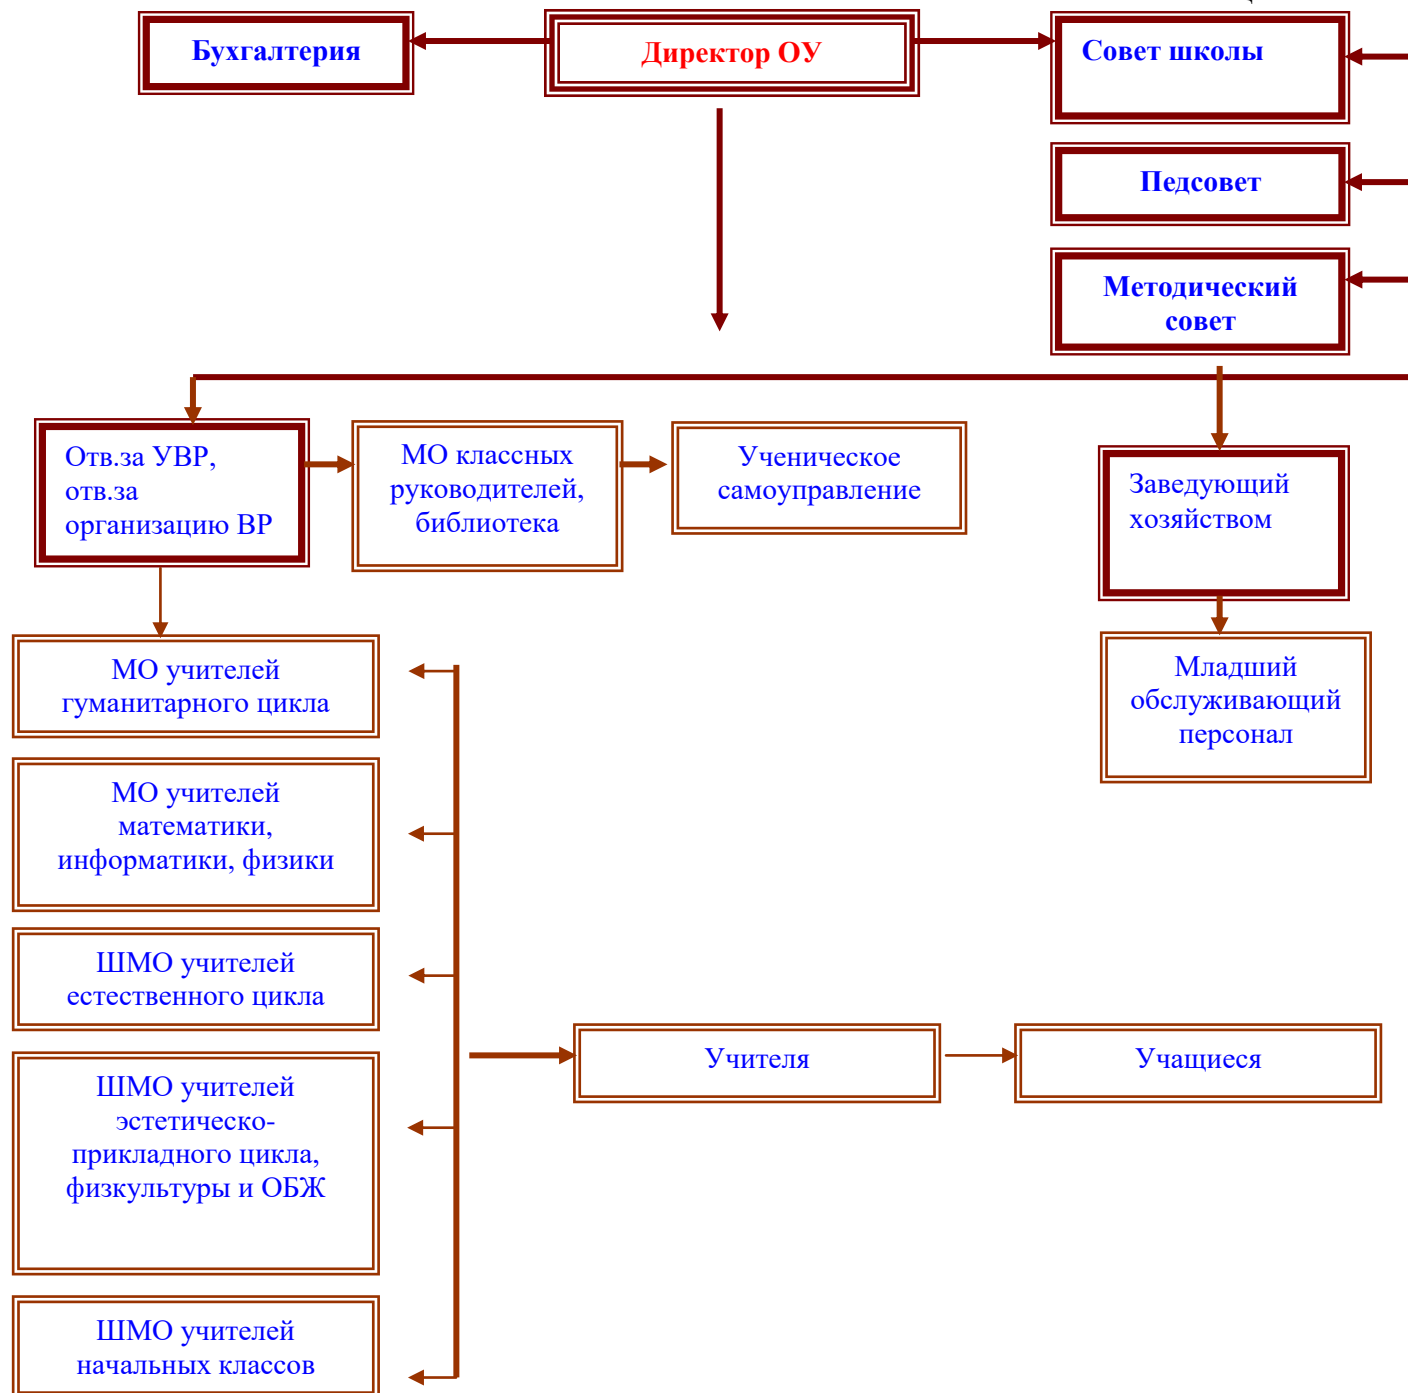 Бухгалтерия
Директор ОУ
Совет школы
Педсовет
Методический
совет
Отв.за УВР,
отв.за
организацию ВР
МО классных
руководителей,
библиотека
Ученическое
самоуправление
Заведующий
хозяйством
МО учителей
гуманитарного цикла
Младший
обслуживающий
персонал
МО учителей
математики,
информатики, физики
ШМО учителей
естественного цикла
Учителя
Учащиеся
ШМО учителей
эстетическо-
прикладного цикла,
физкультуры и ОБЖ
ШМО учителей
начальных классов